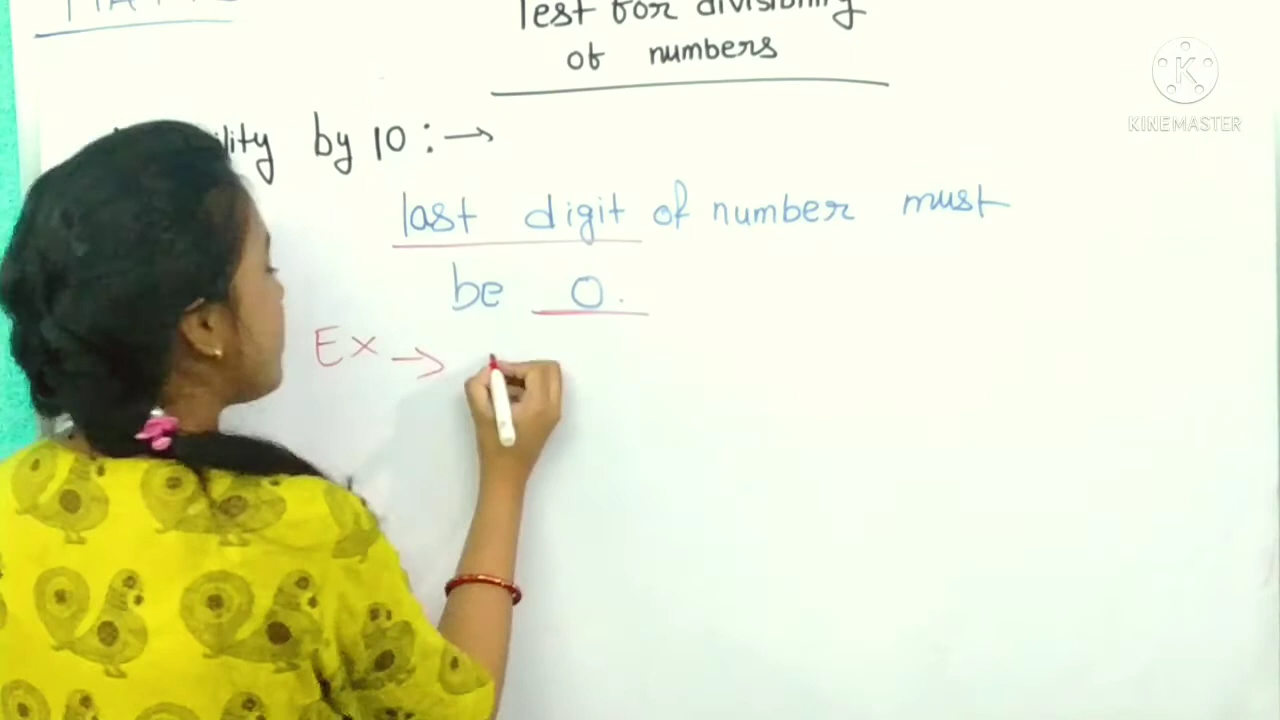 Test for divisibility
of numbers
by 10 : →
last digit of number must
be 0.
Ex →
KINEMASTER